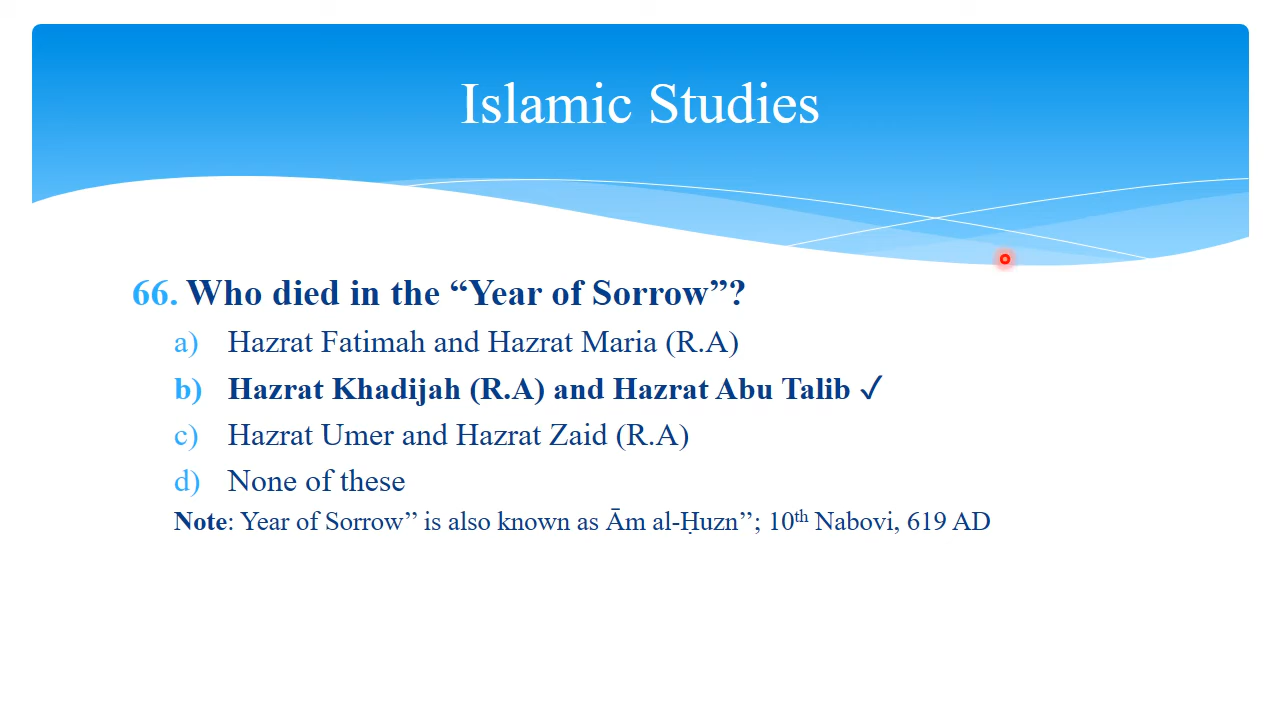 Islamic Studies
66. Who died in the “Year of Sorrow”?
a) Hazrat Fatimah and Hazrat Maria (R.A)
b) Hazrat Khadijah (R.A) and Hazrat Abu Talib ✓
c) Hazrat Umer and Hazrat Zaid (R.A)
d) None of these
Note: Year of Sorrow’’ is also known as Ām al-Ḥuzn’’; 10th Nabovi, 619 AD